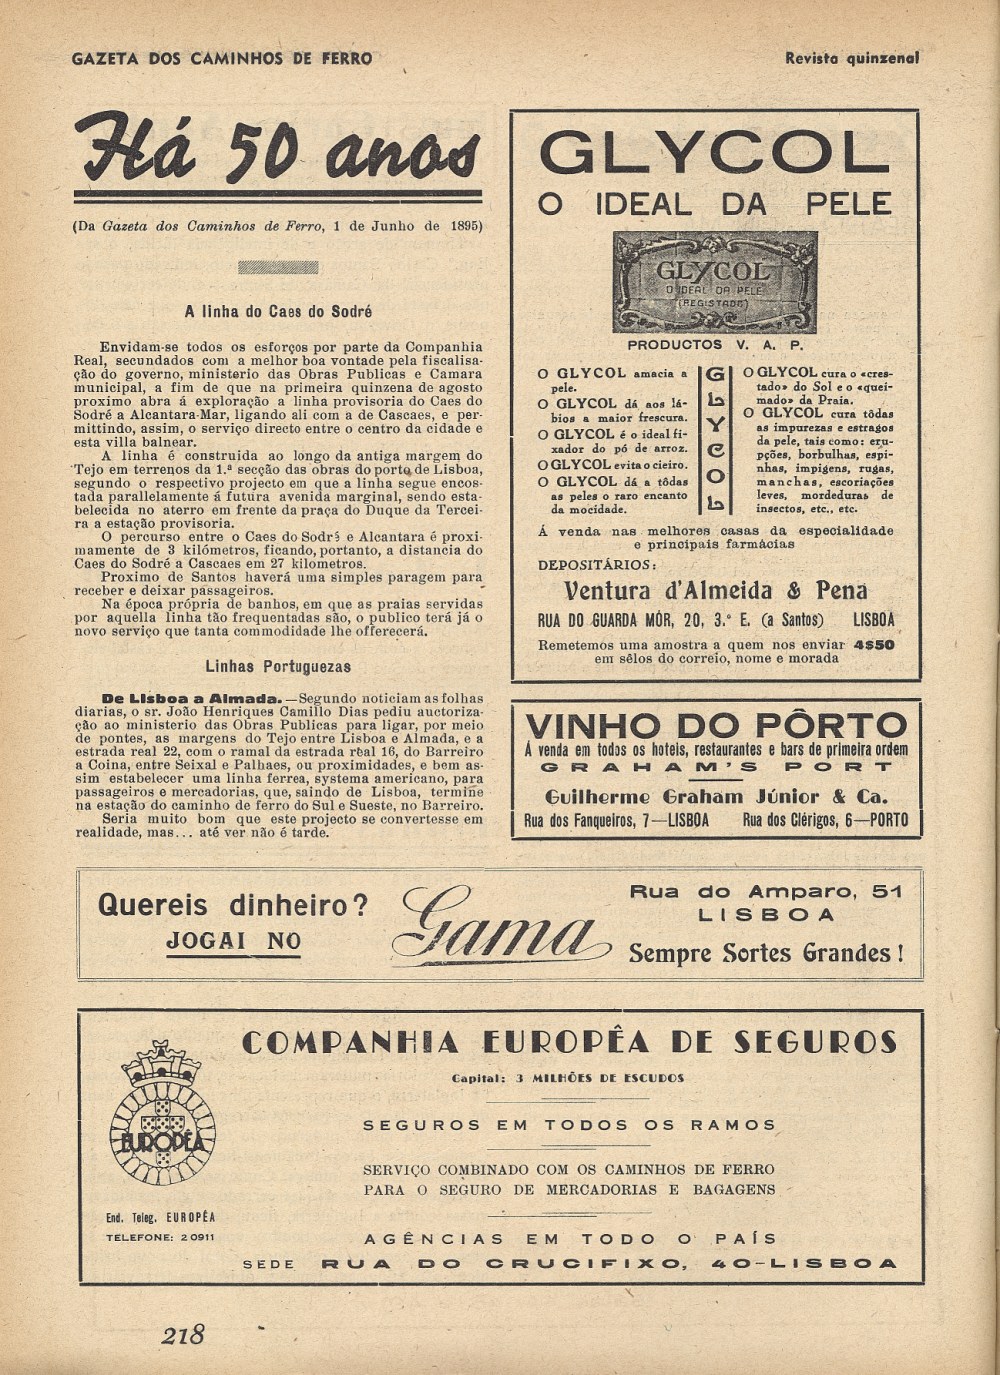 GAZETA DOS CAMINHOS DE FERRO
Revista quinzenal
Há 50 anos
(Da Gazeta dos Caminhos de Ferro, 1 de Junho de 1895)
A linha do Caes do Sodré
Envidam-se todos os esforços por parte da Companhia
Real, secundados com a melhor boa vontade pela fiscalisa-
ção do governo, ministerio das Obras Publicas e Camara
municipal, a fim de que na primeira quinzena de agosto
proximo abra á exploração a linha provisoria do Caes do
Sodré a Alcantara-Mar, ligando ali com a de Cascaes, e per-
mittindo, assim, o serviço directo entre o centro da cidade e
esta villa balnear.
A linha é construida ao longo da antiga margem do
Tejo em terrenos da 1.ª secção das obras do porto de Lisboa,
segundo o respectivo projecto em que a linha segue encos-
tada parallelamente á futura avenida marginal, sendo esta-
belecida no aterro em frente da praça do Duque da Tercei-
ra a estação provisoria.
O percurso entre o Caes do Sodré e Alcantara é proxi-
mamente de 3 kilómetros, ficando, portanto, a distancia do
Caes do Sodré a Cascaes em 27 kilometros.
Proximo de Santos haverá uma simples paragem para
receber e deixar passageiros.
Na época própria de banhos, em que as praias servidas
por aquella linha tão frequentadas são, o publico terá já o
novo serviço que tanta commodidade lhe offerecerá.
Linhas Portuguezas
De Lisboa a Almada.—Segundo noticiam as folhas
diarias, o sr. João Henriques Camillo Dias pediu auctoriza-
ção ao ministerio das Obras Publicas para ligar, por meio
de pontes, as margens do Tejo entre Lisboa e Almada, e a
estrada real 22, com o ramal da estrada real 16, do Barreiro
a Coina, entre Seixal e Palhaes, ou proximidades, e bem as-
sim estabelecer uma linha ferrea, systema americano, para
passageiros e mercadorias, que, saindo de Lisboa, termine
na estação do caminho de ferro do Sul e Sueste, no Barreiro.
Seria muito bom que este projecto se convertesse em
realidade, mas... até ver não é tarde.
GLYCOL
O IDEAL DA PELE
GLYCOL
O IDEAL DA PELE
(REGISTADO)
PRODUCTOS V. A. P.
O GLYCOL amacia a
pele.
O GLYCOL dá aos lá-
bios a maior frescura.
O GLYCOL é o ideal fi-
xador do pó de arroz.
O GLYCOL evita o cieiro.
O GLYCOL dá a tôdas
as peles o raro encanto
da mocidade.
GLYCOL
O GLYCOL cura o «cres-
tado» do Sol e o «quei-
mado» da Praia.
O GLYCOL cura tôdas
as impurezas e estragos
da pele, tais como: eru-
pções, borbulhas, espi-
nhas, impigens, rugas,
manchas, escoriações
leves, mordeduras de
insectos, etc., etc.
Á venda nas melhores casas da especialidade
e principais farmácias
DEPOSITÁRIOS:
Ventura d'Almeida & Pena
RUA DO GUARDA MÓR, 20, 3.º E. (a Santos) LISBOA
Remetemos uma amostra a quem nos enviar 4$50
em sêlos do correio, nome e morada
VINHO DO PÔRTO
Á venda em todos os hoteis, restaurantes e bars de primeira ordem
GRAHAM'S PORT
Guilherme Graham Júnior & Ca.
Rua dos Fanqueiros, 7—LISBOA Rua dos Clérigos, 6—PORTO
Quereis dinheiro?
JOGAI NO
Gama
Rua do Amparo, 51
LISBOA
Sempre Sortes Grandes!
COMPANHIA EUROPÊA DE SEGUROS
Capital: 3 MILHÕES DE ESCUDOS
SEGUROS EM TODOS OS RAMOS
SERVIÇO COMBINADO COM OS CAMINHOS DE FERRO
PARA O SEGURO DE MERCADORIAS E BAGAGENS
AGÊNCIAS EM TODO O PAÍS
SEDE RUA DO CRUCIFIXO, 40-LISBOA
EUROPÊA
End. Teleg. EUROPÊA
TELEFONE: 20911
218